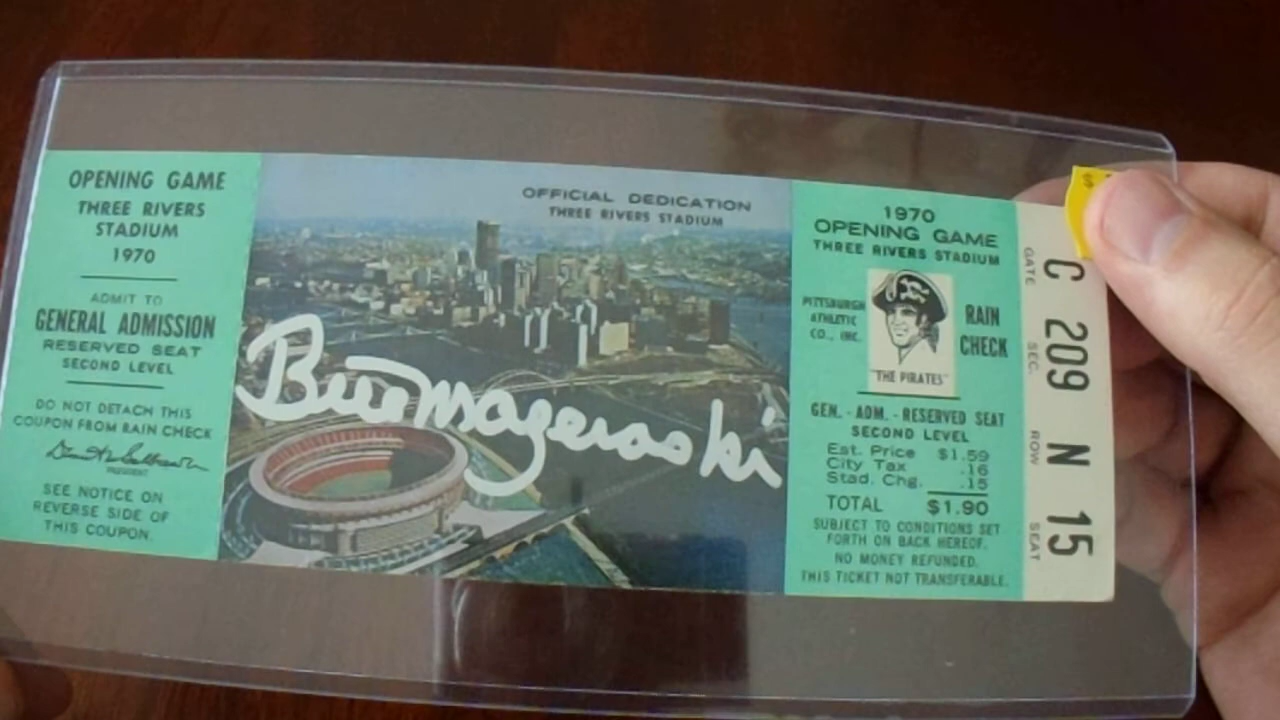 OPENING GAME
THREE RIVERS
STADIUM
1970
ADMIT TO
GENERAL ADMISSION
RESERVED SEAT
SECOND LEVEL
DO NOT DETACH THIS
COUPON FROM RAIN CHECK
PRESIDENT
SEE NOTICE ON
REVERSE SIDE OF
THIS COUPON.
OFFICIAL DEDICATION
THREE RIVERS STADIUM
Bill Mazeroski
1970
OPENING GAME
THREE RIVERS STADIUM
PITTSBURGH
ATHLETIC
CO., INC.
"THE PIRATES"
RAIN
CHECK
GEN. - ADM. - RESERVED SEAT
SECOND LEVEL
Est. Price $1.59
City Tax .16
Stad. Chg. .15
TOTAL $1.90
SUBJECT TO CONDITIONS SET
FORTH ON BACK HEREOF.
NO MONEY REFUNDED.
THIS TICKET NOT TRANSFERABLE.
C 209 N 15
GATE SEC. ROW SEAT